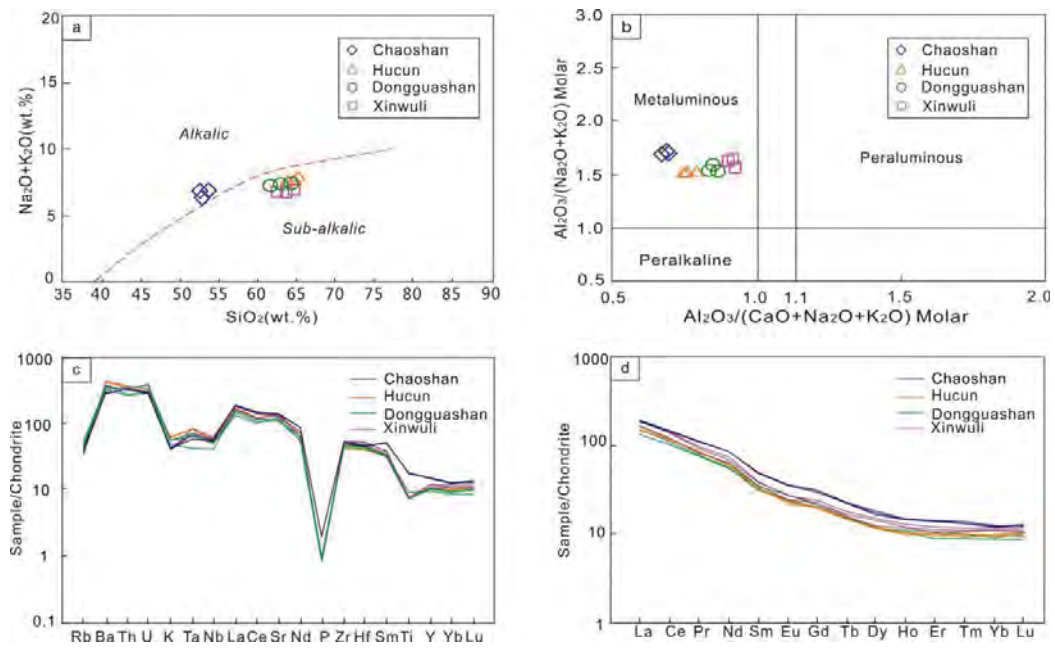 a
Na2O+K2O(wt.%)
20
15
10
5
0
Alkalic
Sub-alkalic
Chaoshan
Hucun
Dongguashan
Xinwuli
35 40 45 50 55 60 65 70 75 80 85 90
SiO2(wt.%)
b
Al2O3/(Na2O+K2O) Molar
3.0
2.5
2.0
1.5
1.0
0.5
Metaluminous
Peraluminous
Peralkaline
Chaoshan
Hucun
Dongguashan
Xinwuli
0.5 1.0 1.1 1.5 2.0
Al2O3/(CaO+Na2O+K2O) Molar
c
Sample/Chondrite
1000
100
10
1
0.1
Chaoshan
Hucun
Dongguashan
Xinwuli
Rb Ba Th U K Ta Nb La Ce Sr Nd P Zr Hf Sm Ti Y Yb Lu
d
Sample/Chondrite
1000
100
10
1
Chaoshan
Hucun
Dongguashan
Xinwuli
La Ce Pr Nd Sm Eu Gd Tb Dy Ho Er Tm Yb Lu